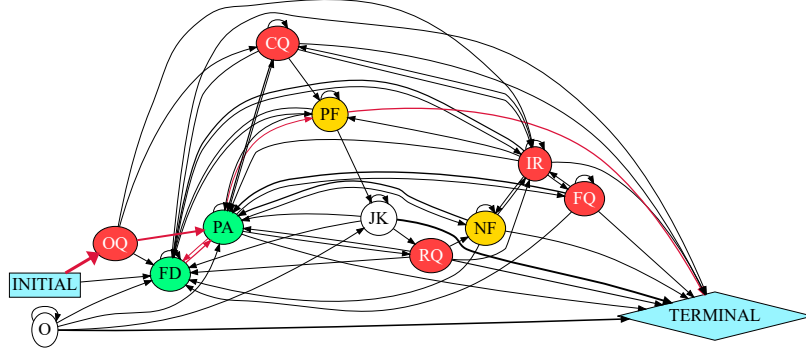 CQ
PF
IR
FQ
PA
JK
NF
OQ
RQ
FD
INITIAL
O
TERMINAL